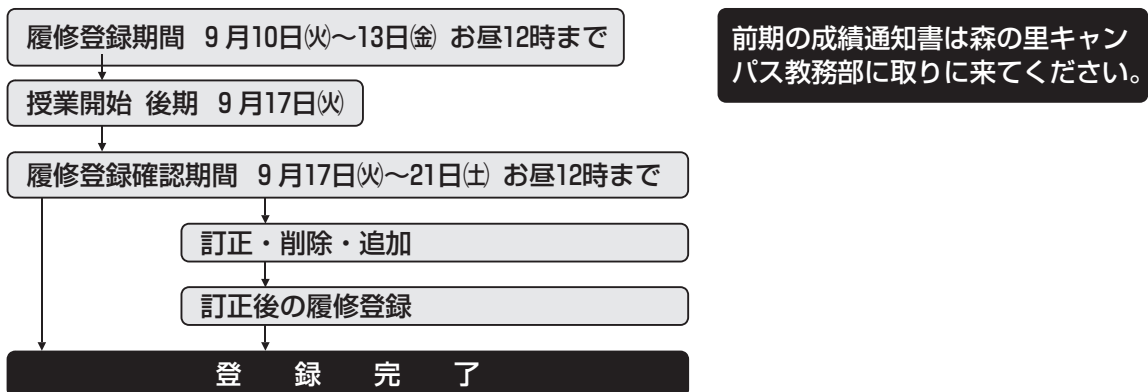 履修登録期間 9月10日㈫～13日㈮ お昼12時まで
授業開始 後期 9月17日㈫
履修登録確認期間 9月17日㈫～21日㈯ お昼12時まで
訂正・削除・追加
訂正後の履修登録
登録完了
前期の成績通知書は森の里キャン
パス教務部に取りに来てください。